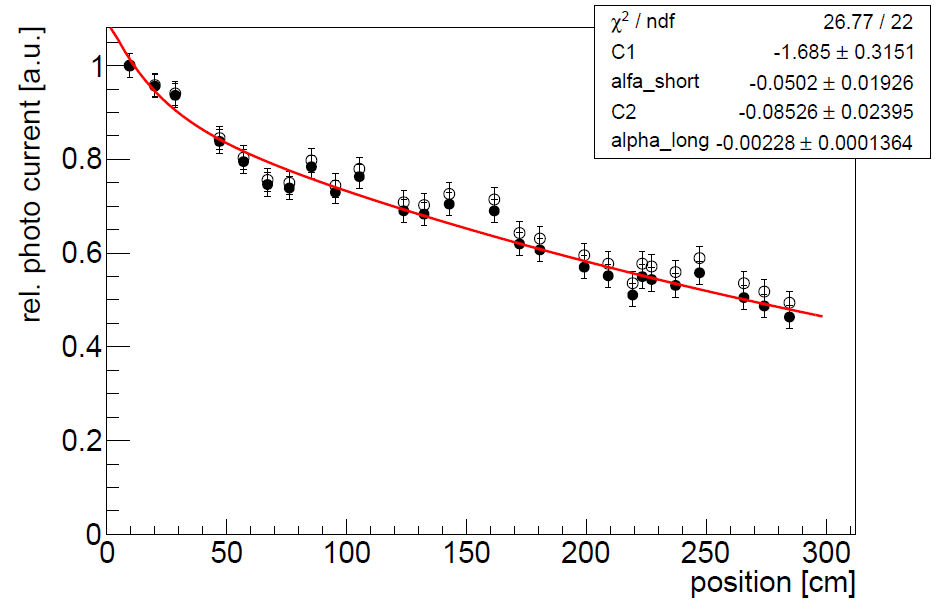 χ² / ndf 26.77 / 22
C1 -1.685 ± 0.3151
alfa_short -0.0502 ± 0.01926
C2 -0.08526 ± 0.02395
alpha_long -0.00228 ± 0.0001364
rel. photo current [a.u.]
1
0.8
0.6
0.4
0.2
0
0 50 100 150 200 250 300
position [cm]